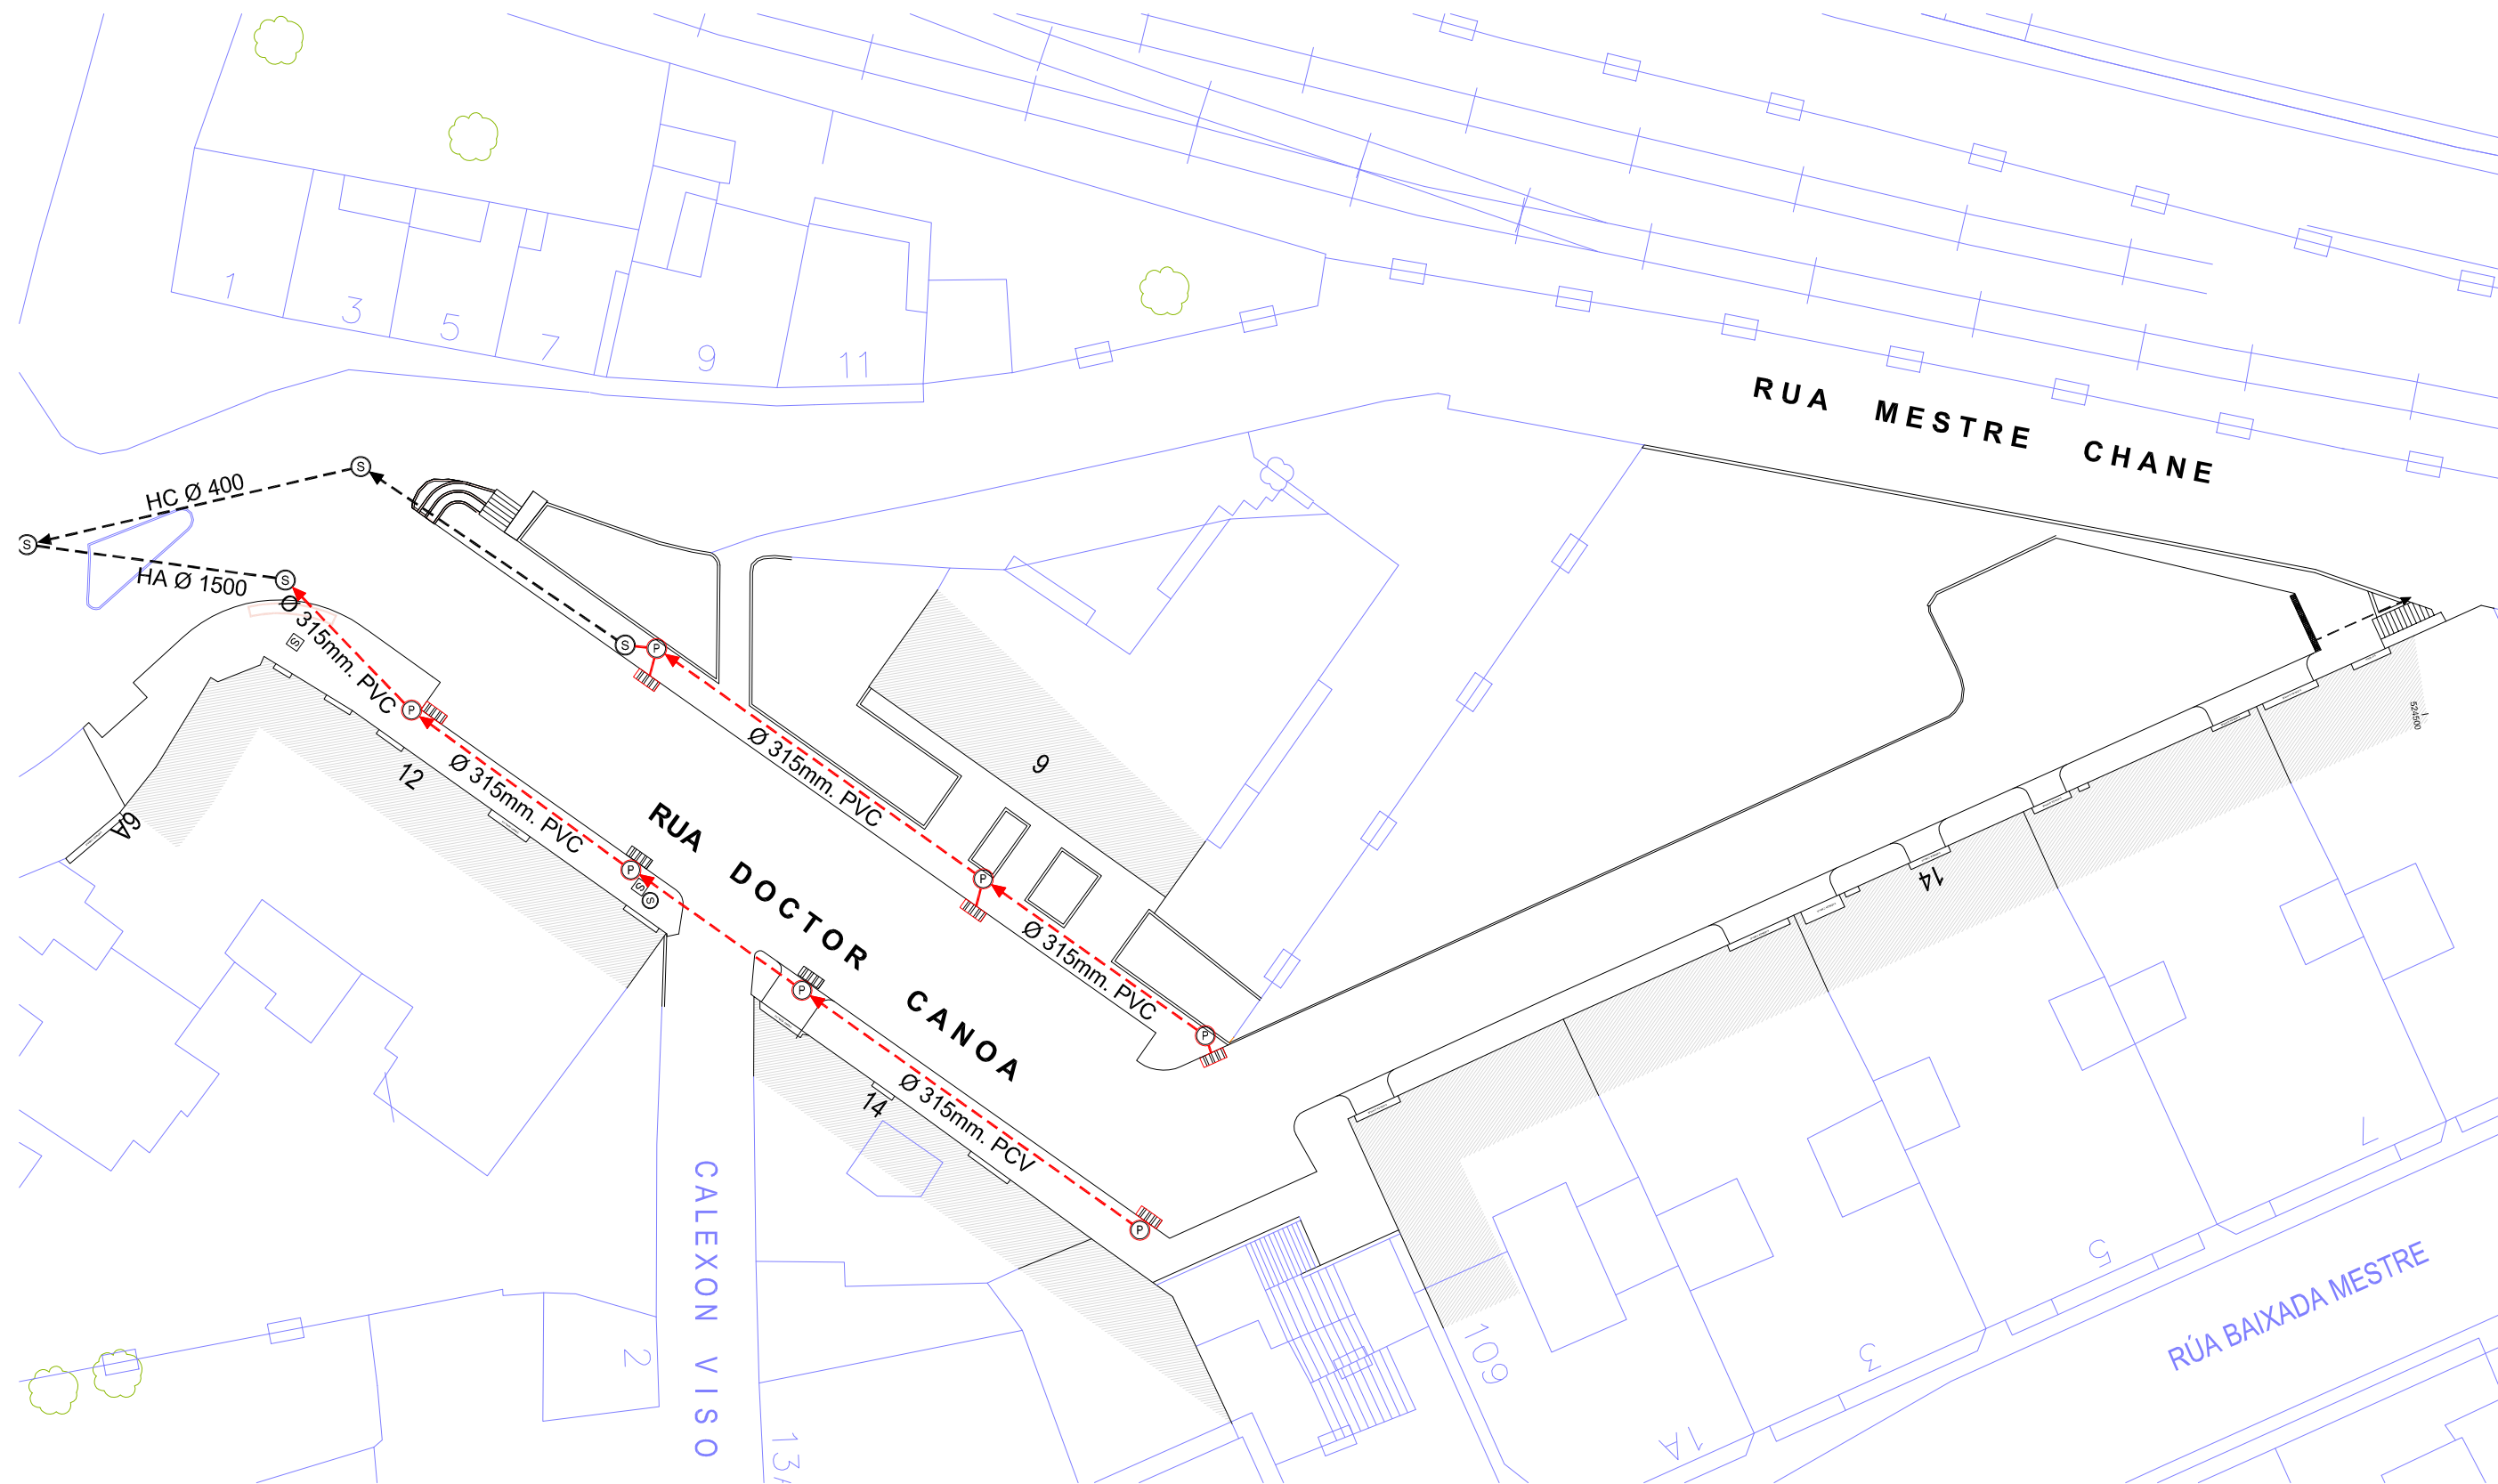 1
3
5
7
9
11
RUA MESTRE CHANE
S
HC Ø 400
S
HA Ø 1500
S
Ø 315mm. PVC
S
S
P
P
12
Ø 315mm. PVC
6A
Ø 315mm. PVC
9
524500
RUA DOCTOR CANOA
P
S
S
P
14
Ø 315mm. PVC
P
P
14
Ø 315mm. PCV
P
CALEXON VISO
2
13A
109
1A
3
5
7
RÚA BAIXADA MESTRE